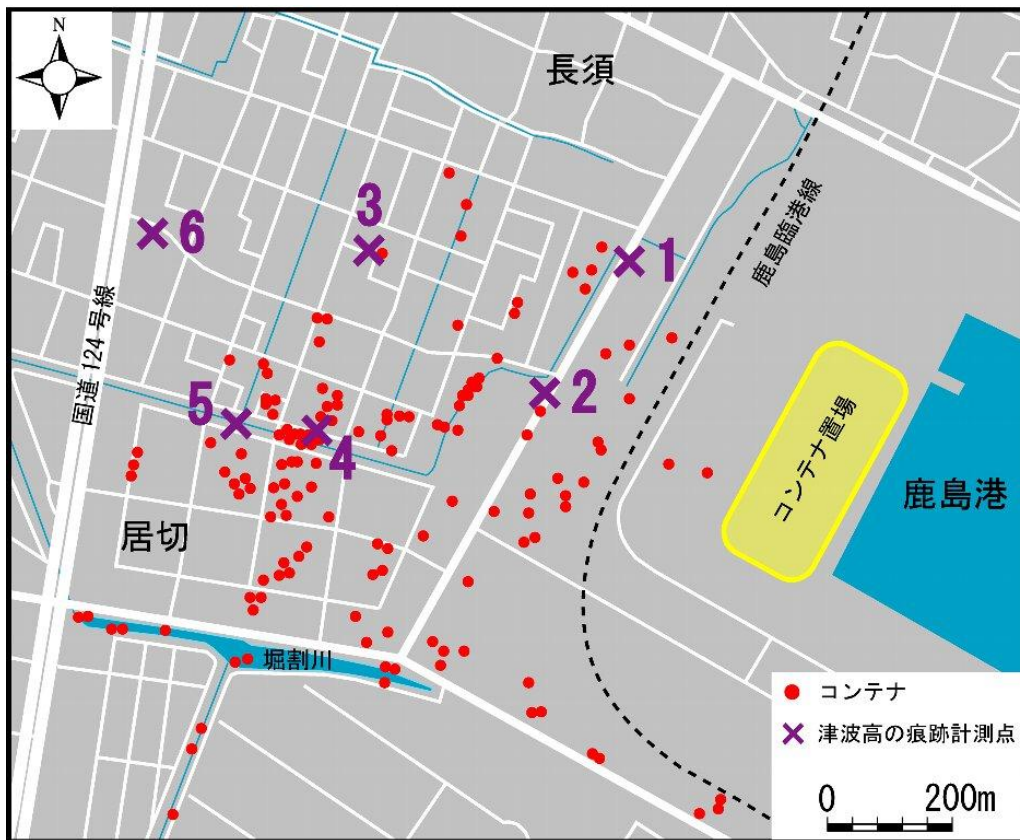 N
長須
3
6
1
鹿島臨港線
国道124号線
2
5
4
コンテナ置場
鹿島港
居切
堀割川
コンテナ
津波高の痕跡計測点
0 200m